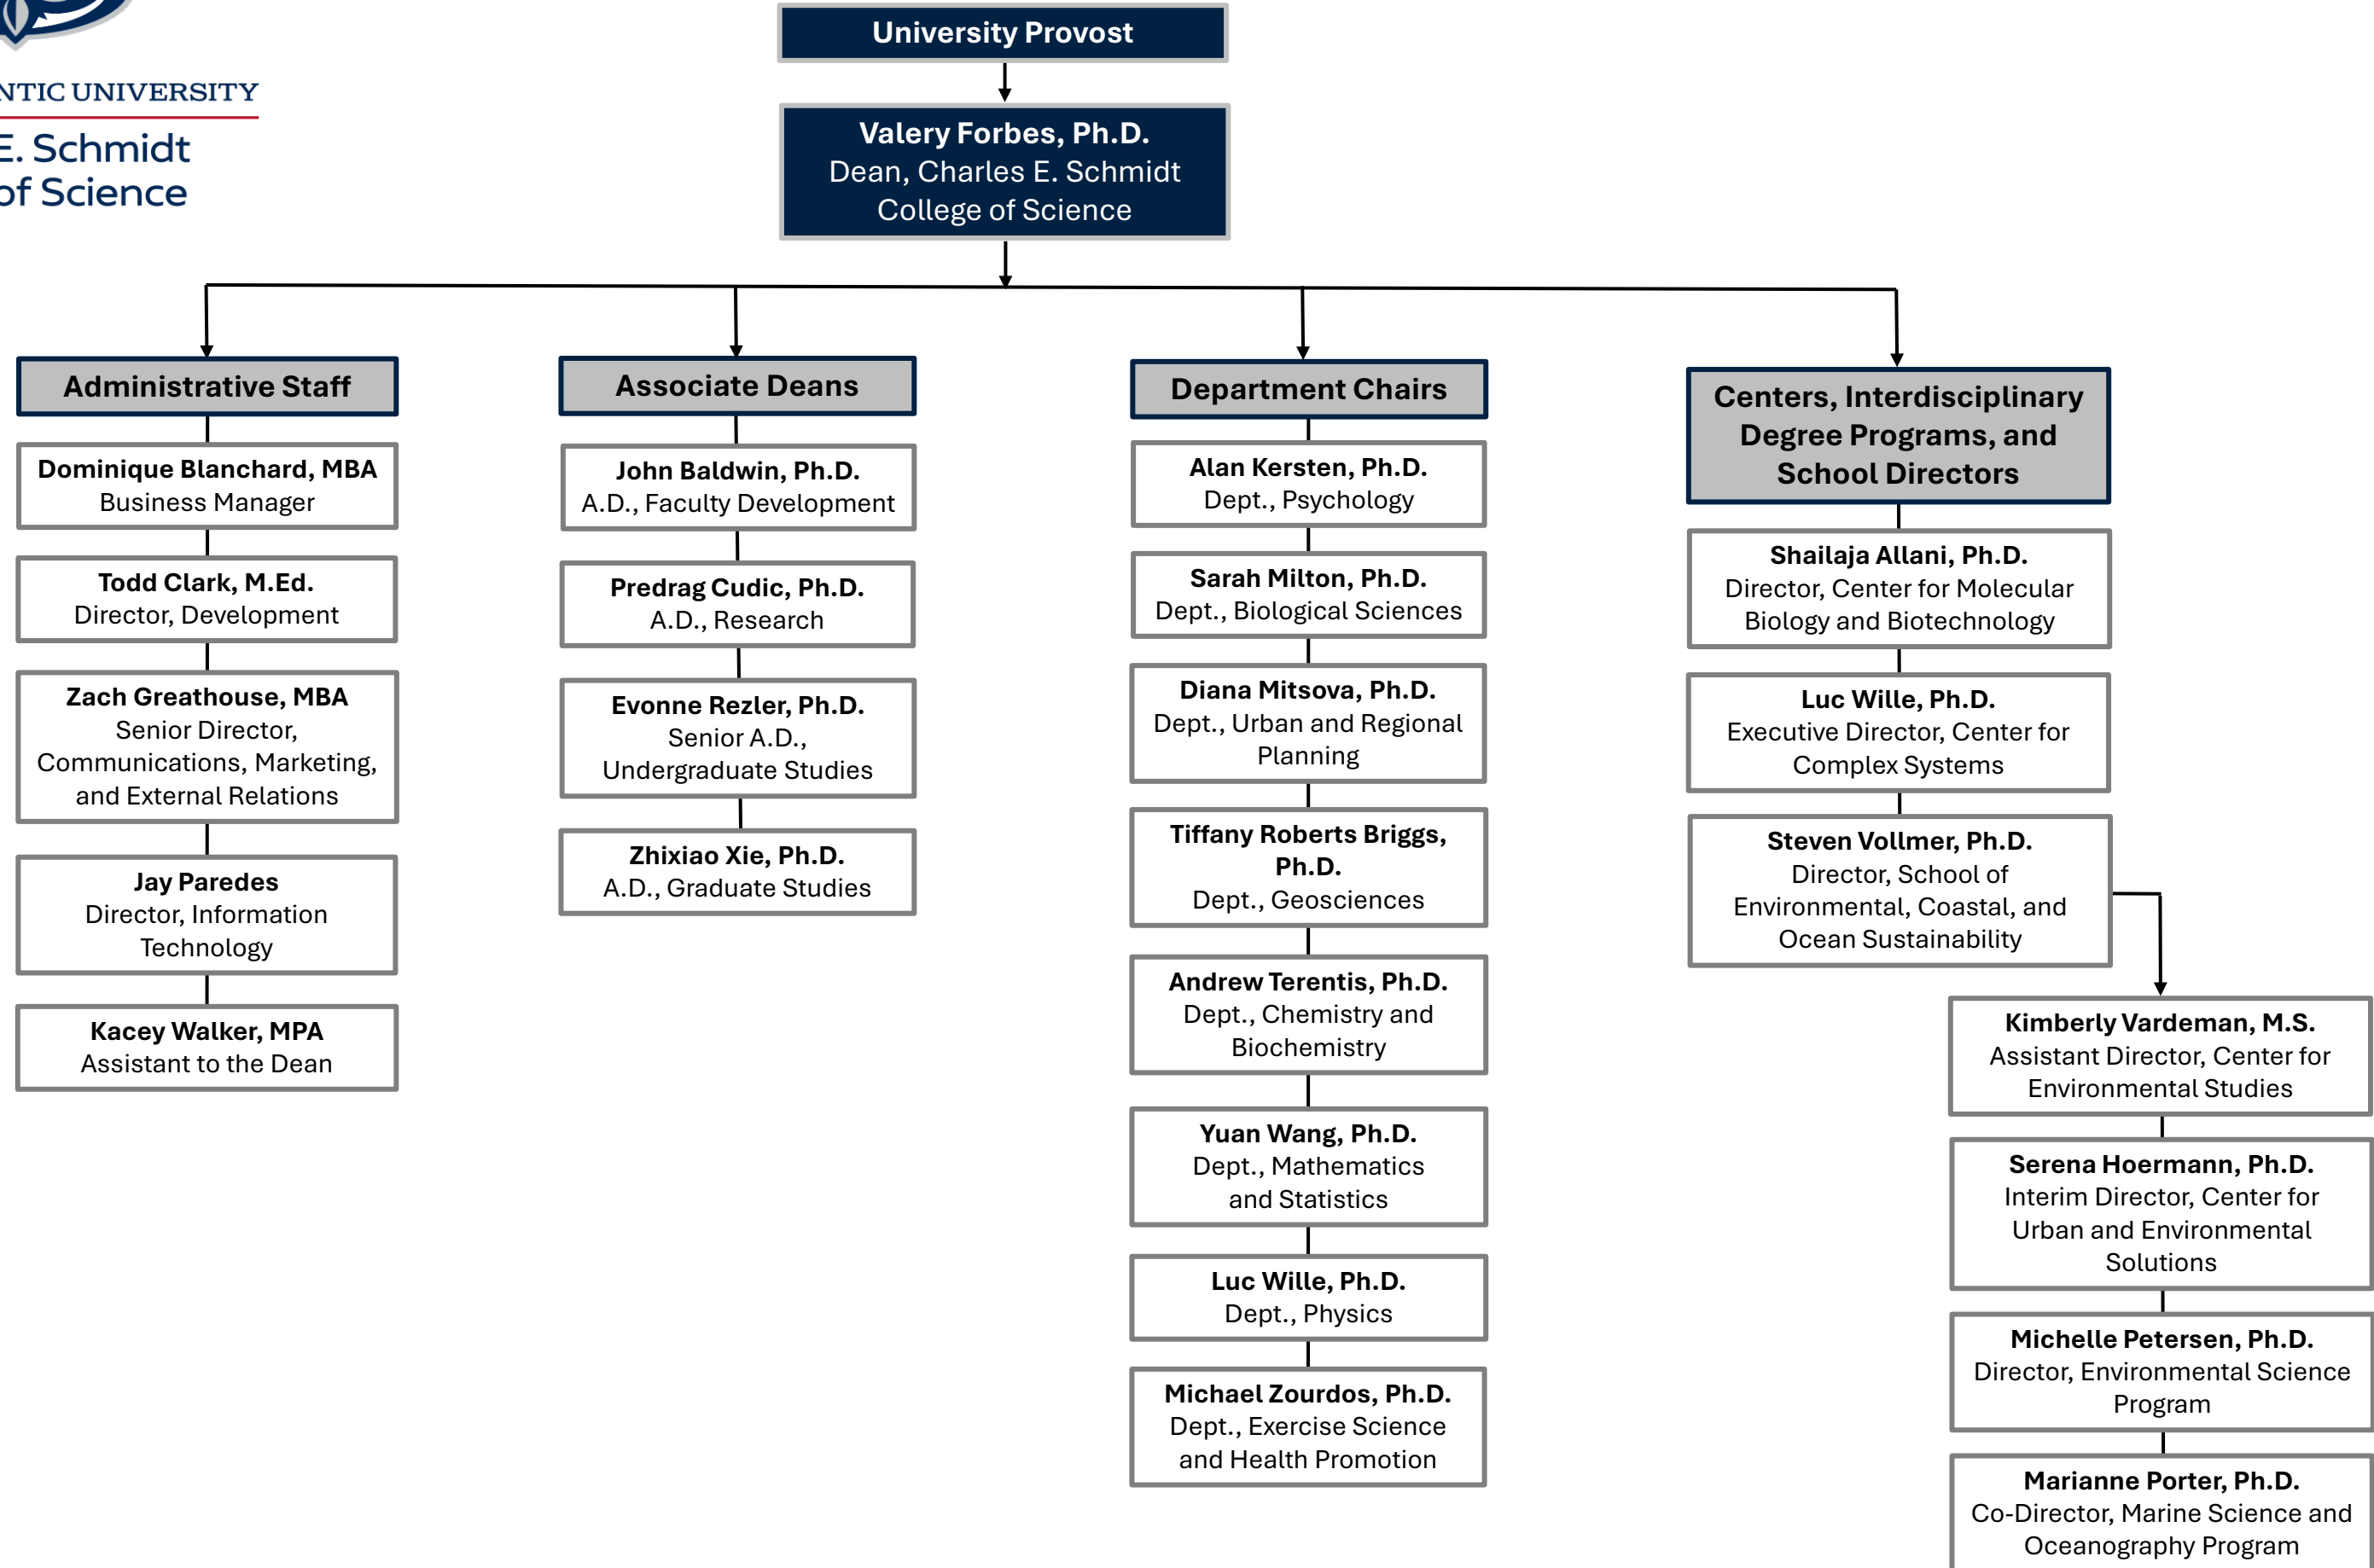 NTIC UNIVERSITY
E. Schmidt
of Science
University Provost
Valery Forbes, Ph.D.
Dean, Charles E. Schmidt
College of Science
Administrative Staff
Dominique Blanchard, MBA
Business Manager
Todd Clark, M.Ed.
Director, Development
Zach Greathouse, MBA
Senior Director,
Communications, Marketing,
and External Relations
Jay Paredes
Director, Information
Technology
Kacey Walker, MPA
Assistant to the Dean
Associate Deans
John Baldwin, Ph.D.
A.D., Faculty Development
Predrag Cudic, Ph.D.
A.D., Research
Evonne Rezler, Ph.D.
Senior A.D.,
Undergraduate Studies
Zhixiao Xie, Ph.D.
A.D., Graduate Studies
Department Chairs
Alan Kersten, Ph.D.
Dept., Psychology
Sarah Milton, Ph.D.
Dept., Biological Sciences
Diana Mitsova, Ph.D.
Dept., Urban and Regional
Planning
Tiffany Roberts Briggs,
Ph.D.
Dept., Geosciences
Andrew Terentis, Ph.D.
Dept., Chemistry and
Biochemistry
Yuan Wang, Ph.D.
Dept., Mathematics
and Statistics
Luc Wille, Ph.D.
Dept., Physics
Michael Zourdos, Ph.D.
Dept., Exercise Science
and Health Promotion
Centers, Interdisciplinary
Degree Programs, and
School Directors
Shailaja Allani, Ph.D.
Director, Center for Molecular
Biology and Biotechnology
Luc Wille, Ph.D.
Executive Director, Center for
Complex Systems
Steven Vollmer, Ph.D.
Director, School of
Environmental, Coastal, and
Ocean Sustainability
Kimberly Vardeman, M.S.
Assistant Director, Center for
Environmental Studies
Serena Hoermann, Ph.D.
Interim Director, Center for
Urban and Environmental
Solutions
Michelle Petersen, Ph.D.
Director, Environmental Science
Program
Marianne Porter, Ph.D.
Co-Director, Marine Science and
Oceanography Program